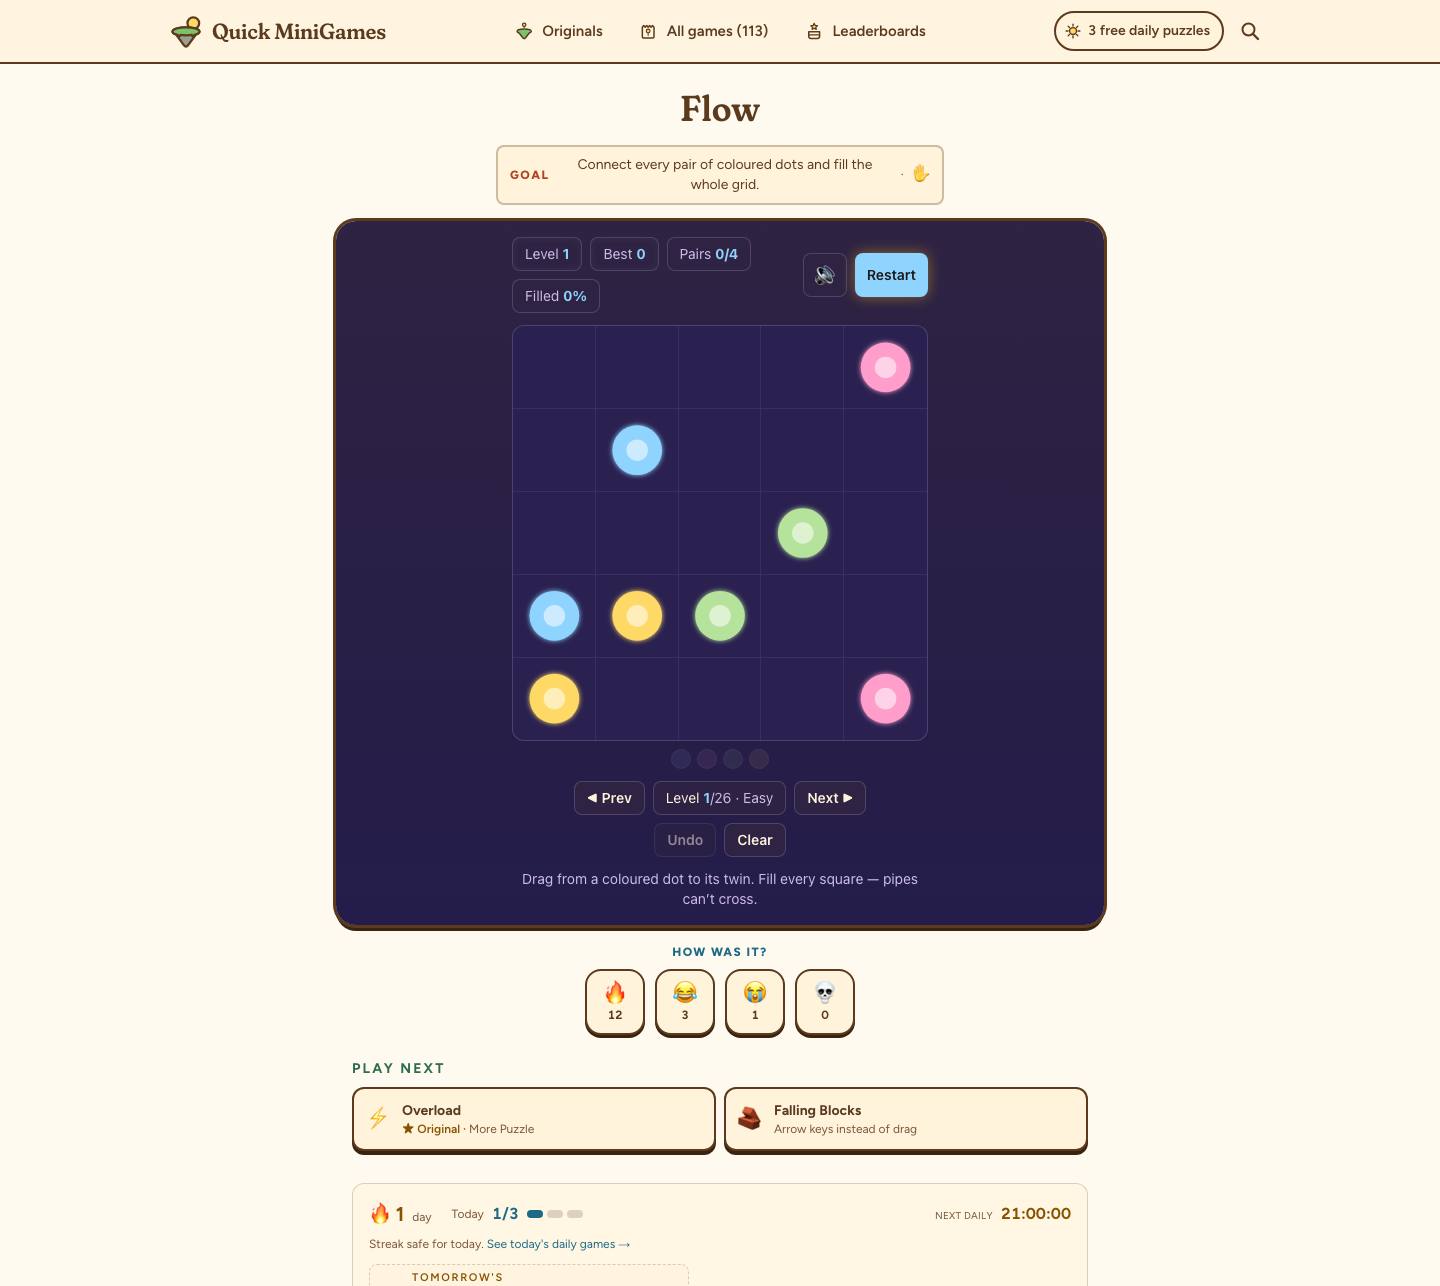 Quick MiniGames
Originals
All games (113)
Leaderboards
3 free daily puzzles
Flow
GOAL
Connect every pair of coloured dots and fill the
whole grid.
·
Level 1
Best 0
Pairs 0/4
Filled 0%
Restart
Prev
Level 1/26 · Easy
Next
Undo
Clear
Drag from a coloured dot to its twin. Fill every square — pipes
can't cross.
HOW WAS IT?
12
3
1
0
PLAY NEXT
Overload
Original · More Puzzle
Falling Blocks
Arrow keys instead of drag
1 day
Today 1/3
NEXT DAILY 21:00:00
Streak safe for today. See today's daily games →
TOMORROW'S